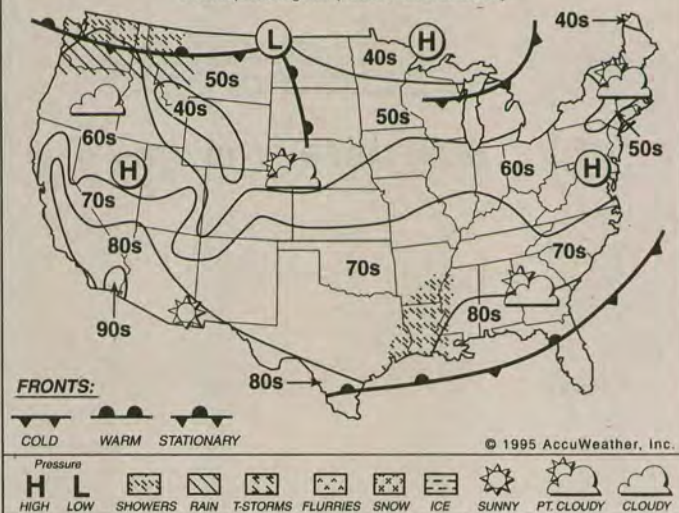 40s
L
H
40s
50s
40s
50s
50s
60s
60s
H
H
70s
80s
70s
70s
80s
90s
80s
FRONTS:
COLD WARM STATIONARY
© 1995 AccuWeather, Inc.
Pressure
H L
HIGH LOW SHOWERS RAIN T-STORMS FLURRIES SNOW ICE SUNNY PT. CLOUDY CLOUDY